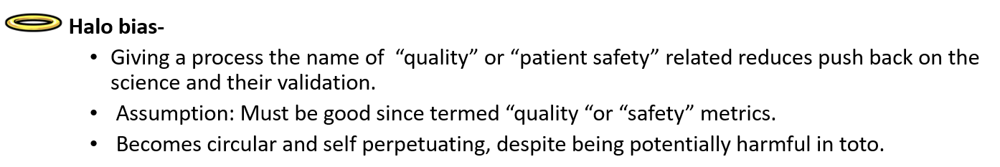 Halo bias-
• Giving a process the name of  “quality” or “patient safety” related reduces push back on the
science and their validation.
•  Assumption: Must be good since termed “quality “or “safety” metrics.
•  Becomes circular and self perpetuating, despite being potentially harmful in toto.